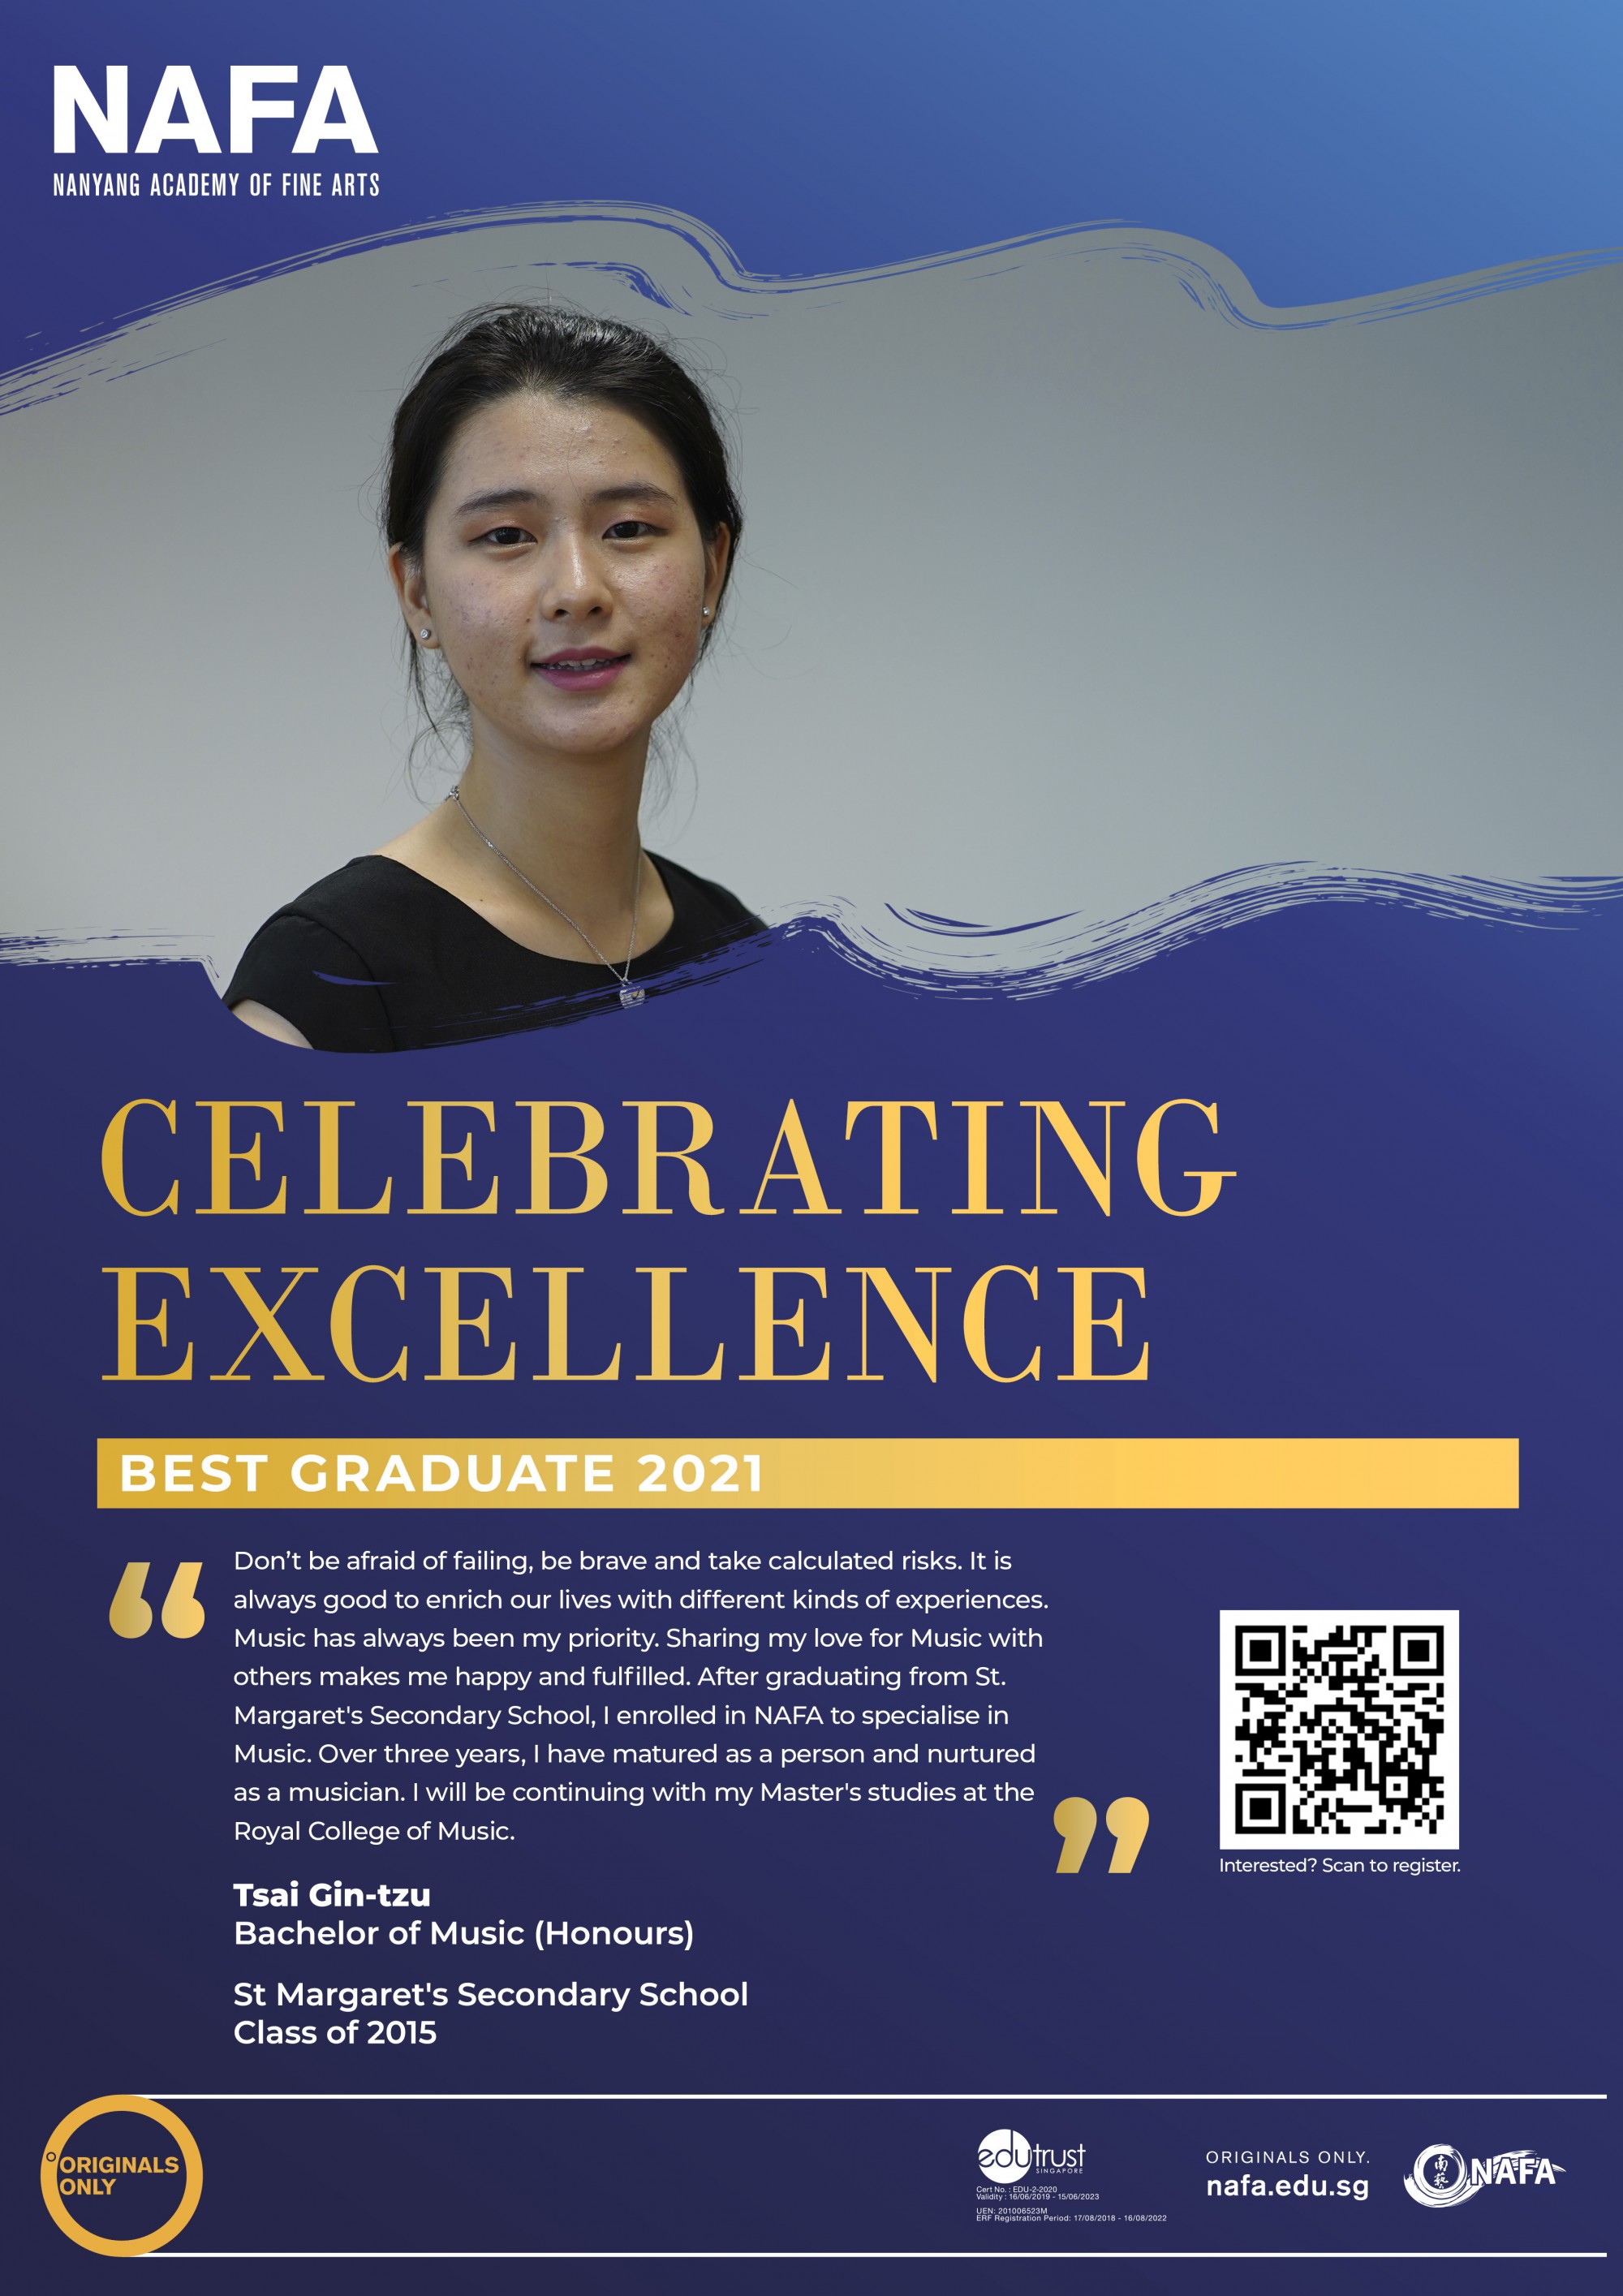 NAFA
NANYANG ACADEMY OF FINE ARTS
CELEBRATING
EXCELLENCE
BEST GRADUATE 2021
“
Don’t be afraid of failing, be brave and take calculated risks. It is
always good to enrich our lives with different kinds of experiences.
Music has always been my priority. Sharing my love for Music with
others makes me happy and fulfilled. After graduating from St.
Margaret's Secondary School, I enrolled in NAFA to specialise in
Music. Over three years, I have matured as a person and nurtured
as a musician. I will be continuing with my Master's studies at the
Royal College of Music.
”
Interested? Scan to register.
Tsai Gin-tzu
Bachelor of Music (Honours)
St Margaret's Secondary School
Class of 2015
ORIGINALS
ONLY
edutrust
SINGAPORE
Cert No. : EDU-2-2020
Validity : 16/06/2019 - 15/06/2023
UEN: 201006523M
ERF Registration Period: 17/08/2018 - 16/08/2022
ORIGINALS ONLY.
nafa.edu.sg
南藝
NAFA